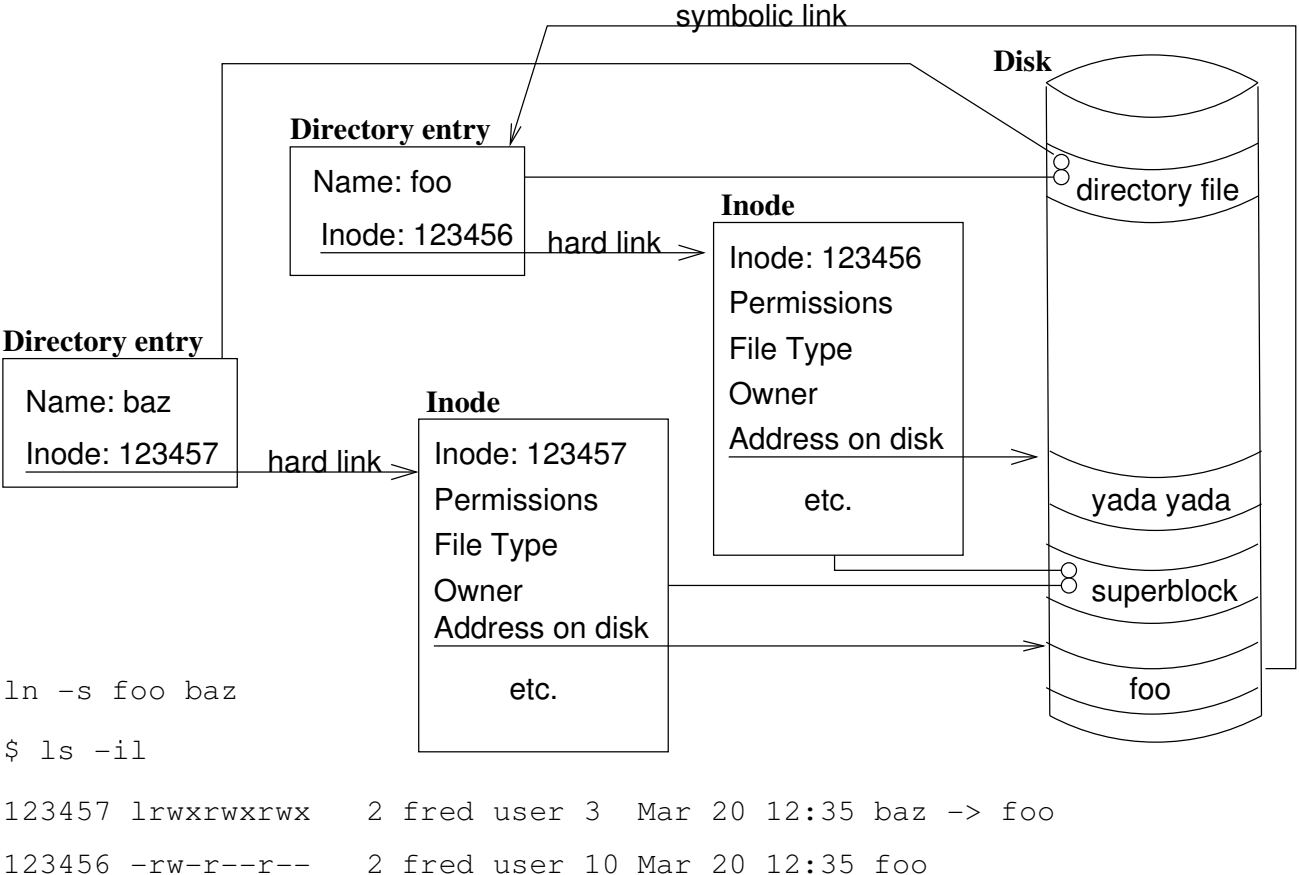 symbolic link
Disk
Directory entry
Name: foo
Inode: 123456
hard link
directory file
Inode
Inode: 123456
Permissions
File Type
Owner
Address on disk
etc.
Directory entry
Name: baz
Inode: 123457
hard link
Inode
Inode: 123457
Permissions
File Type
Owner
Address on disk
etc.
yada yada
superblock
foo
ln -s foo baz
$ ls -il
123457 lrwxrwxrwx 2 fred user 3 Mar 20 12:35 baz -> foo
123456 -rw-r--r-- 2 fred user 10 Mar 20 12:35 foo